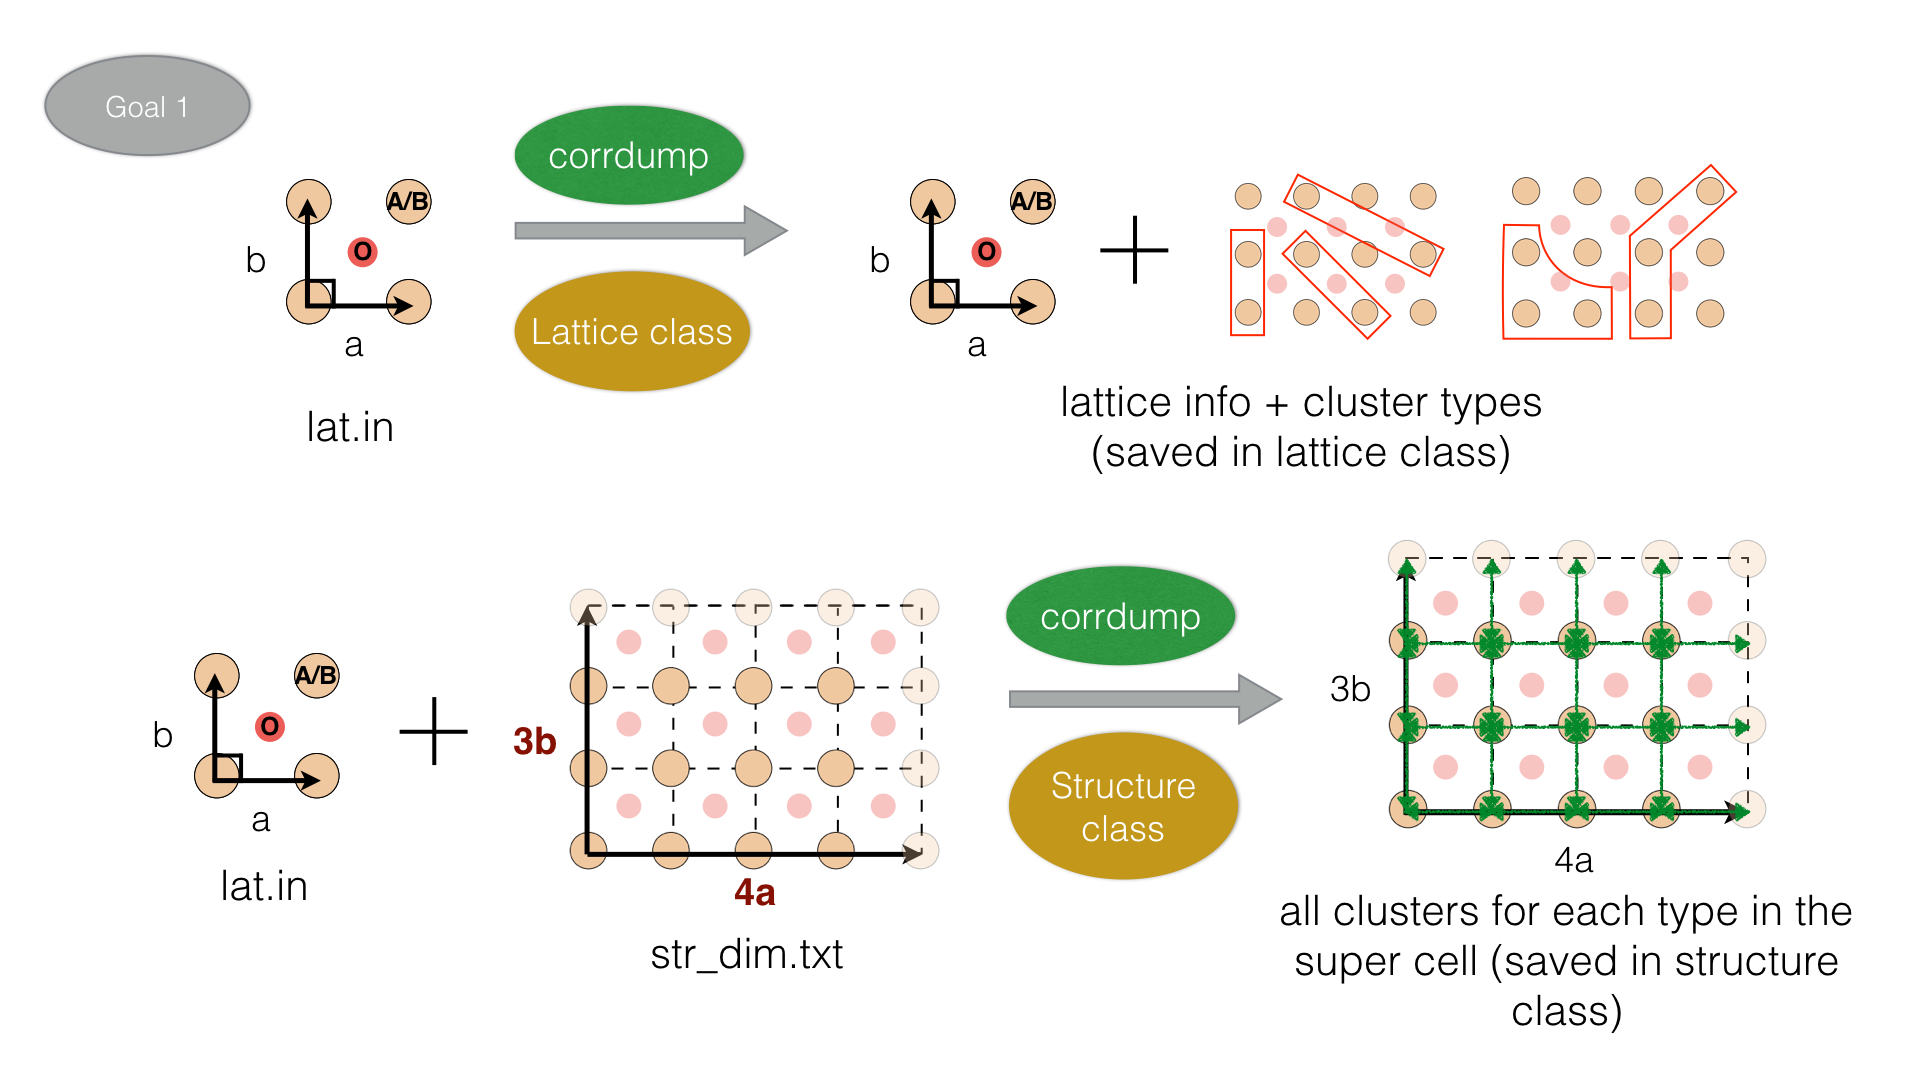 Goal 1
corrdump
Lattice class
A/B
O
b
a
lat.in
A/B
O
b
a
lattice info + cluster types
(saved in lattice class)
A/B
O
b
a
lat.in
3b
4a
str_dim.txt
corrdump
Structure
class
3b
4a
all clusters for each type in the
super cell (saved in structure
class)